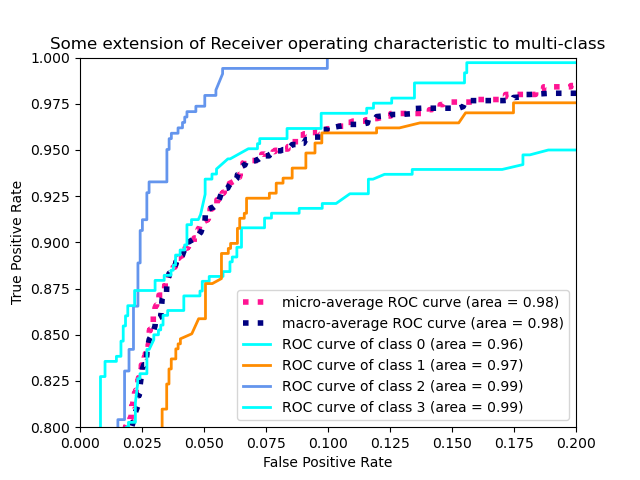 Some extension of Receiver operating characteristic to multi-class
1.000
0.975
0.950
0.925
0.900
0.875
0.850
0.825
0.800
True Positive Rate
micro-average ROC curve (area = 0.98)
macro-average ROC curve (area = 0.98)
ROC curve of class 0 (area = 0.96)
ROC curve of class 1 (area = 0.97)
ROC curve of class 2 (area = 0.99)
ROC curve of class 3 (area = 0.99)
0.000 0.025 0.050 0.075 0.100 0.125 0.150 0.175 0.200
False Positive Rate